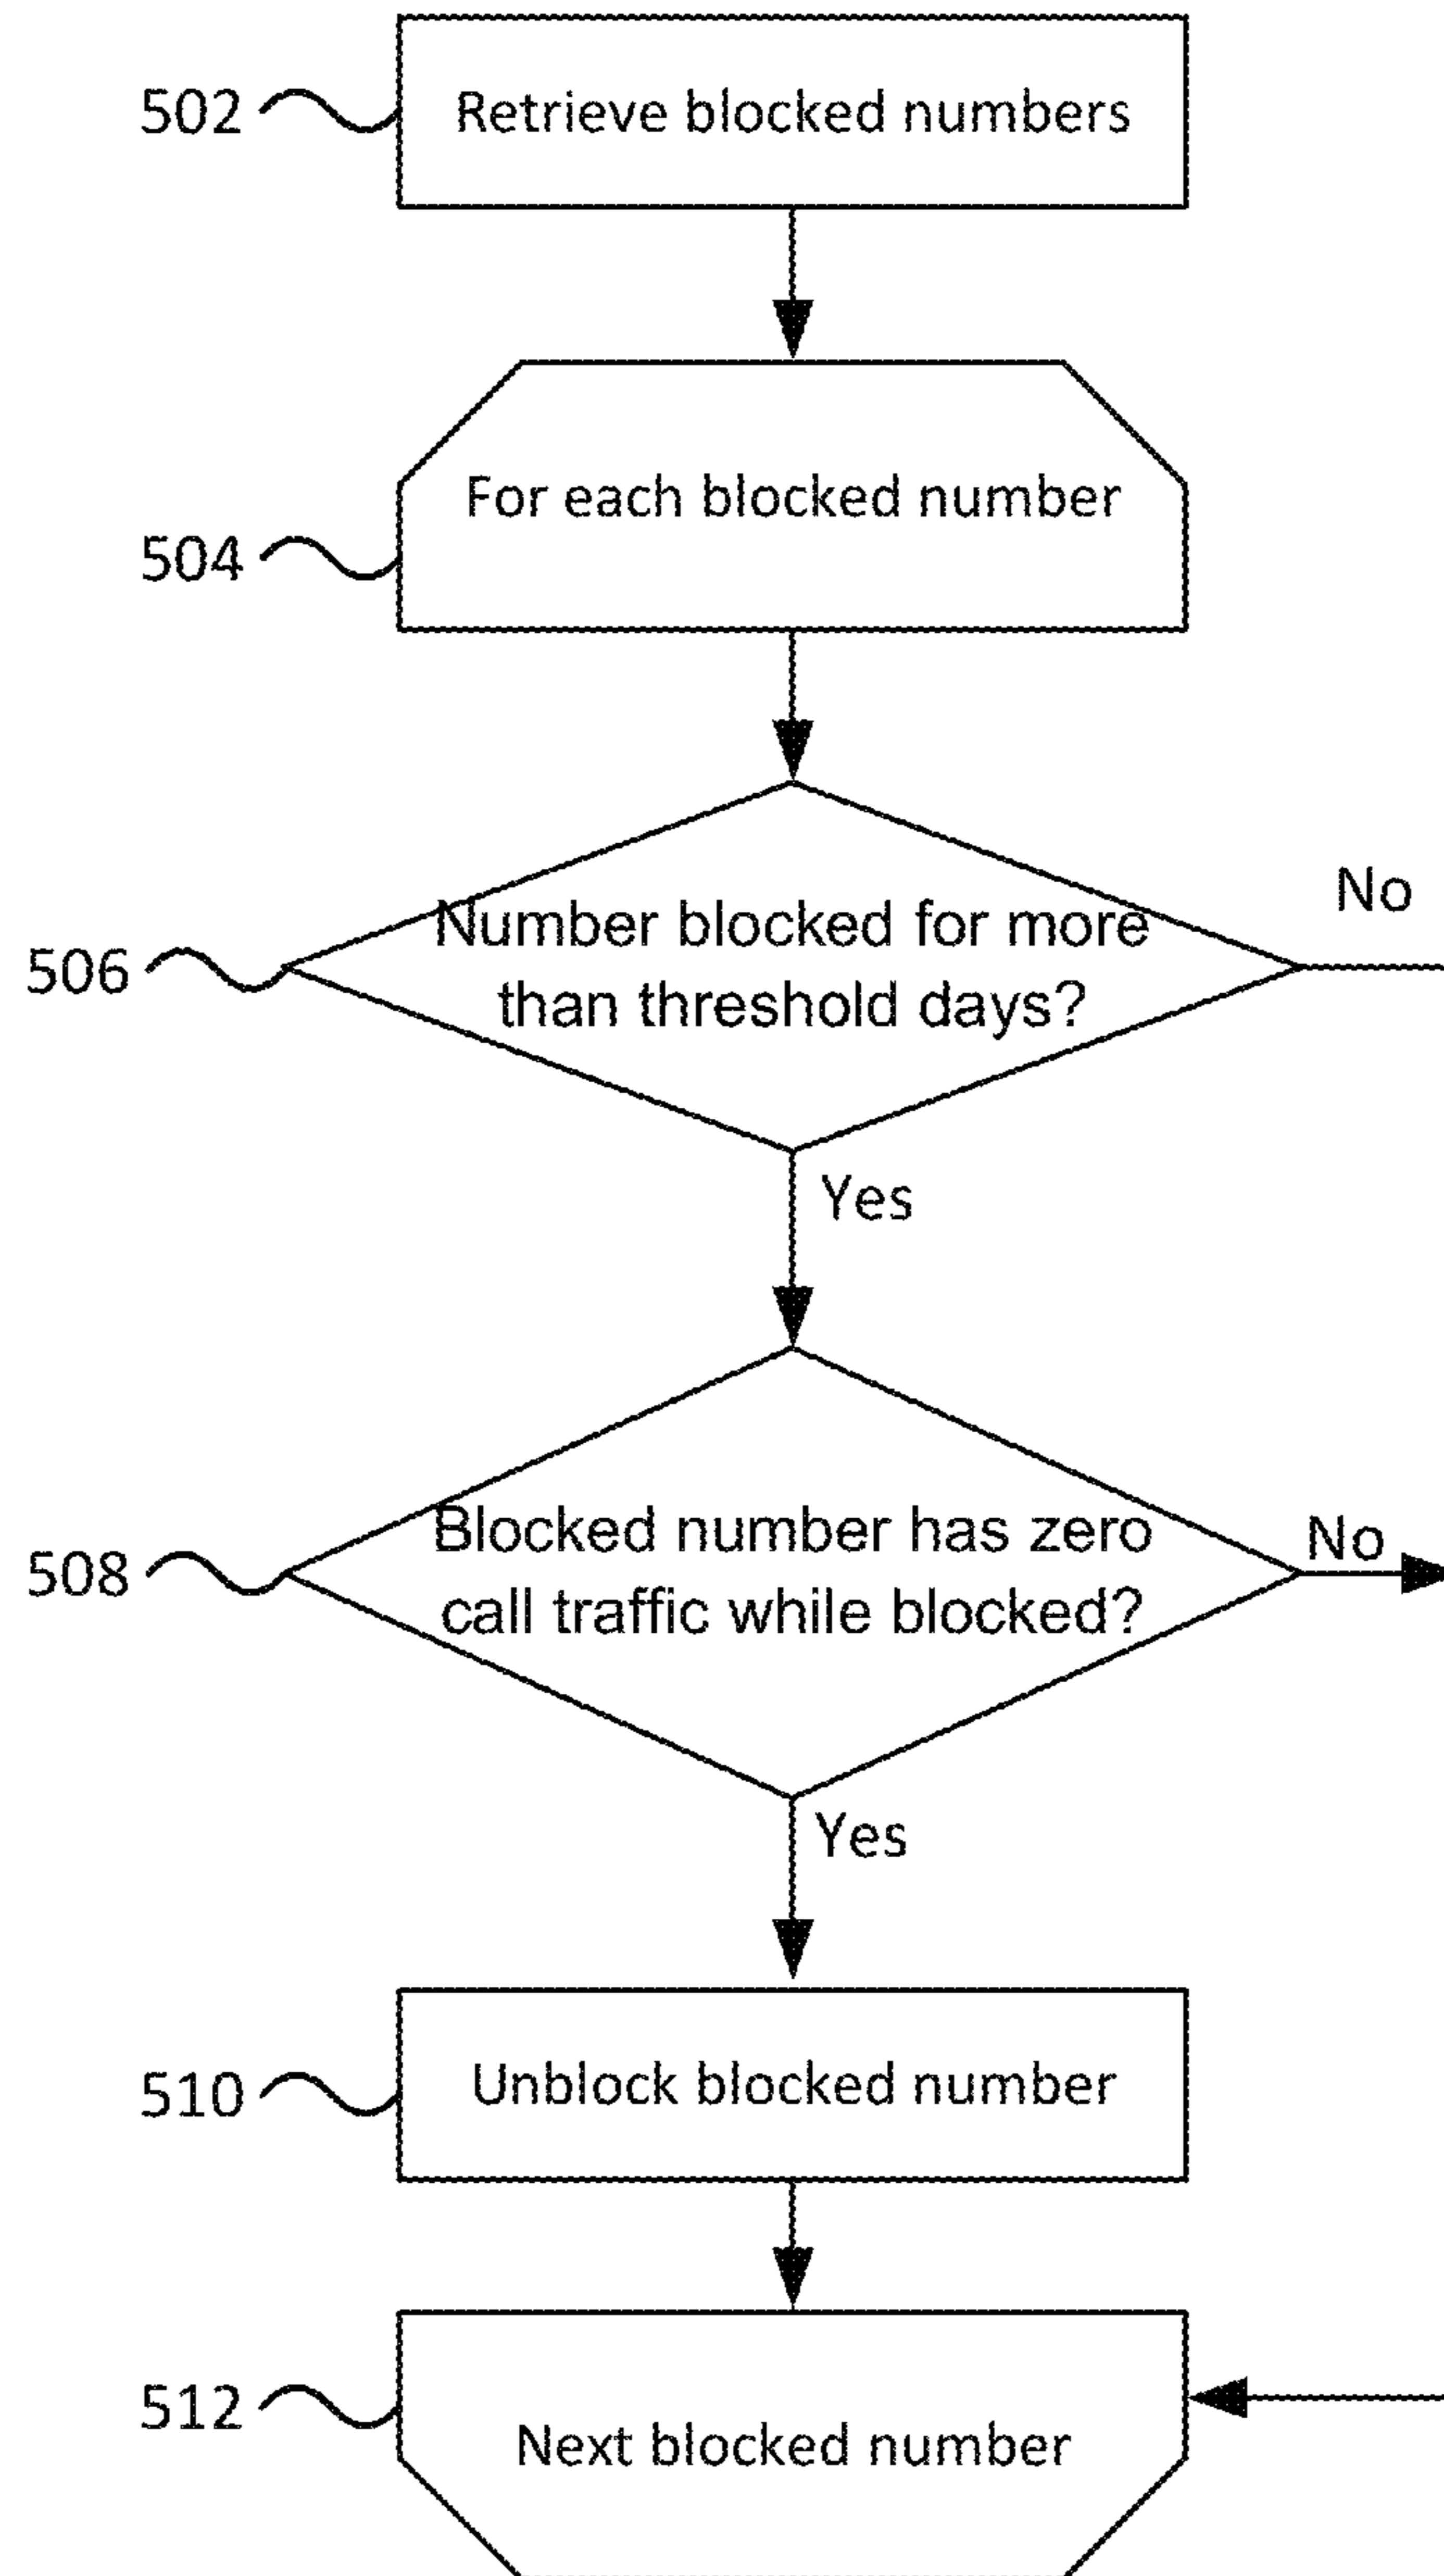 502
Retrieve blocked numbers
For each blocked number
504
No
Number blocked for more
506
than threshold days?
Yes
Blocked number has zero
No
508
call traffic while blocked?
Yes
510
Unblock blocked number
512
Next blocked number